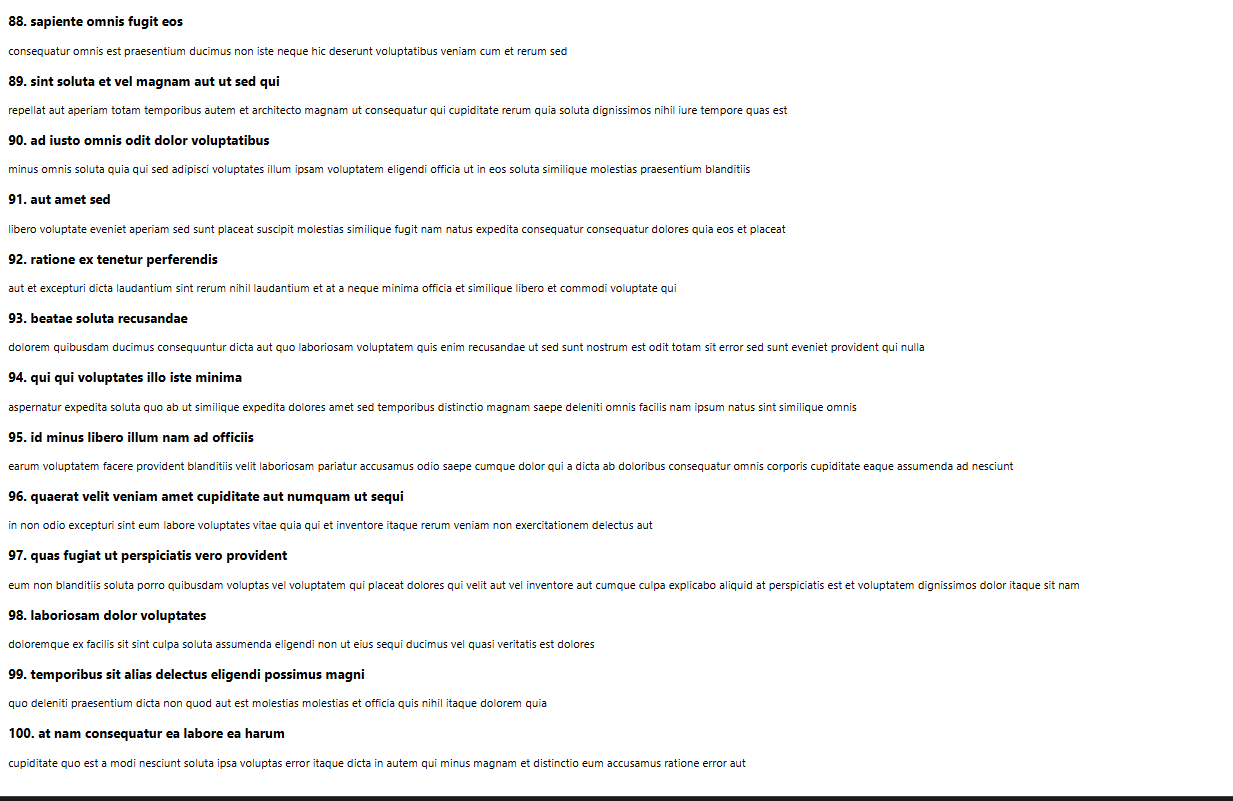 88. sapiente omnis fugit eos
consequatur omnis est praesentium ducimus non iste neque hic deserunt voluptatibus veniam cum et rerum sed
89. sint soluta et vel magnam aut ut sed qui
repellat aut aperiam totam temporibus autem et architecto magnam ut consequatur qui cupiditate rerum quia soluta dignissimos nihil iure tempore quas est
90. ad iusto omnis odit dolor voluptatibus
minus omnis soluta quia qui sed adipisci voluptates illum ipsam voluptatem eligendi officia ut in eos soluta similique molestias praesentium blanditiis
91. aut amet sed
libero voluptate eveniet aperiam sed sunt placeat suscipit molestias similique fugit nam natus expedita consequatur consequatur dolores quia eos et placeat
92. ratione ex tenetur perferendis
aut et excepturi dicta laudantium sint rerum nihil laudantium et at a neque minima officia et similique libero et commodi voluptate qui
93. beatae soluta recusandae
dolorem quibusdam ducimus consequuntur dicta aut quo laboriosam voluptatem quis enim recusandae ut sed sunt nostrum est odit totam sit error sed sunt eveniet provident qui nulla
94. qui qui voluptates illo iste minima
aspernatur expedita soluta quo ab ut similique expedita dolores amet sed temporibus distinctio magnam saepe deleniti omnis facilis nam ipsum natus sint similique omnis
95. id minus libero illum nam ad officiis
earum voluptatem facere provident blanditiis velit laboriosam pariatur accusamus odio saepe cumque dolor qui a dicta ab doloribus consequatur omnis corporis cupiditate eaque assumenda ad nesciunt
96. quaerat velit veniam amet cupiditate aut numquam ut sequi
in non odio excepturi sint eum labore voluptates vitae quia qui et inventore itaque rerum veniam non exercitationem delectus aut
97. quas fugiat ut perspiciatis vero provident
eum non blanditiis soluta porro quibusdam voluptas vel voluptatem qui placeat dolores qui velit aut vel inventore aut cumque culpa explicabo aliquid at perspiciatis est et voluptatem dignissimos dolor itaque sit nam
98. laboriosam dolor voluptates
doloremque ex facilis sit sint culpa soluta assumenda eligendi non ut eius sequi ducimus vel quasi veritatis est dolores
99. temporibus sit alias delectus eligendi possimus magni
quo deleniti praesentium dicta non quod aut est molestias molestias et officia quis nihil itaque dolorem quia
100. at nam consequatur ea labore ea harum
cupiditate quo est a modi nesciunt soluta ipsa voluptas error itaque dicta in autem qui minus magnam et distinctio eum accusamus ratione error aut